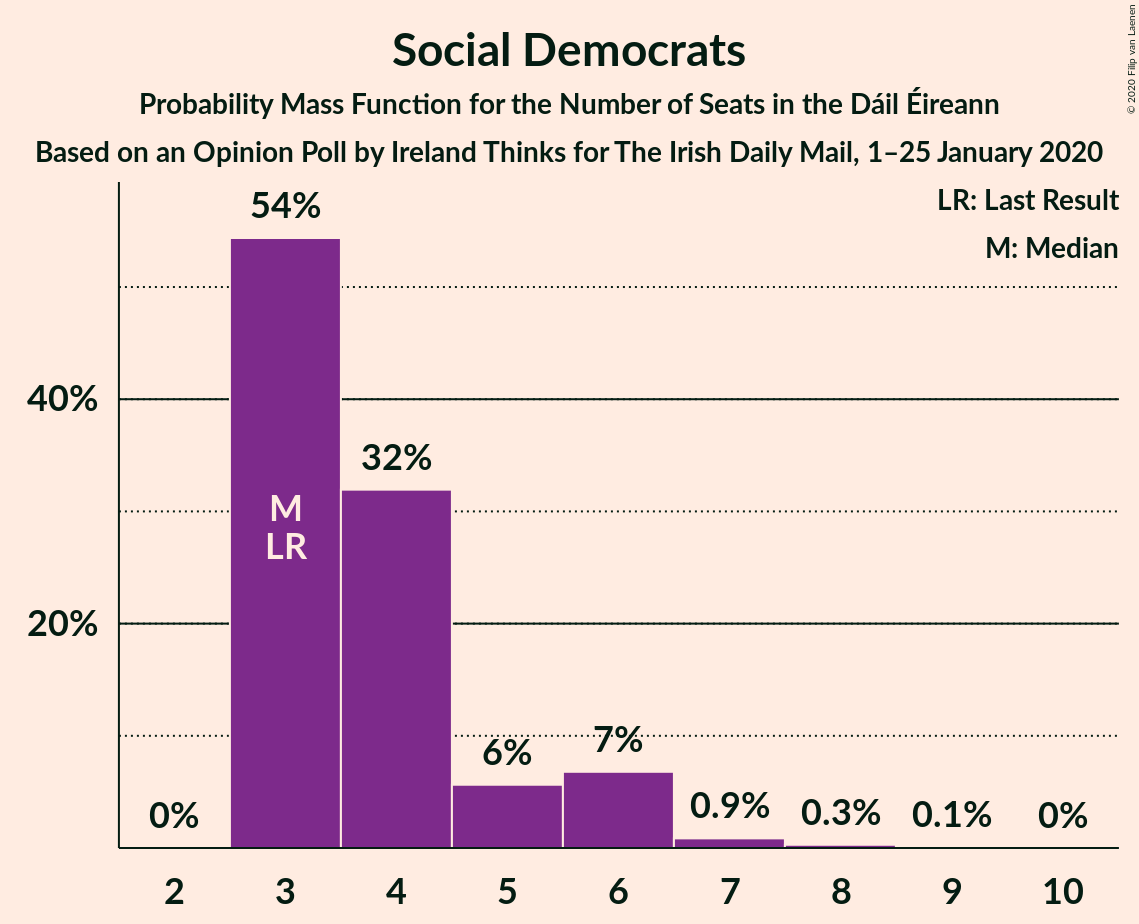 Social Democrats
Probability Mass Function for the Number of Seats in the Dáil Éireann
Based on an Opinion Poll by Ireland Thinks for The Irish Daily Mail, 1–25 January 2020
© 2020 Filip van Laenen
LR: Last Result
M: Median
54%
40%
32%
M
LR
20%
0%
6%
7%
0.9%
0.3%
0.1%
0%
2 3 4 5 6 7 8 9 10